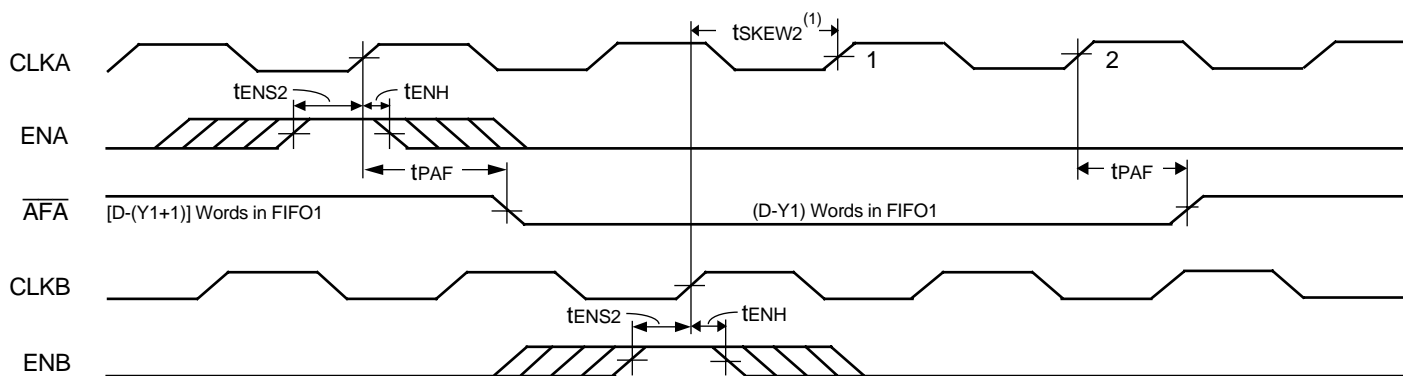 tSKEW2(1)
CLKA
1
2
tENS2
tENH
ENA
tPAF
tPAF
AFA
[D-(Y1+1)] Words in FIFO1
(D-Y1) Words in FIFO1
CLKB
tENS2
tENH
ENB